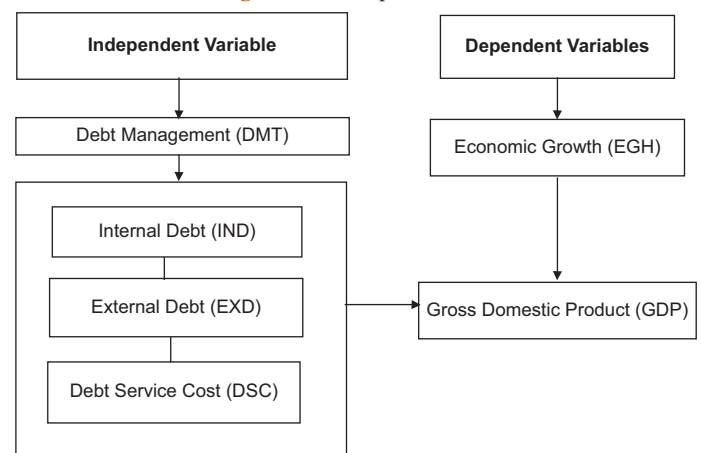 Independent Variable
Dependent Variables
Debt Management (DMT)
Economic Growth (EGH)
Internal Debt (IND)
External Debt (EXD)
Gross Domestic Product (GDP)
Debt Service Cost (DSC)